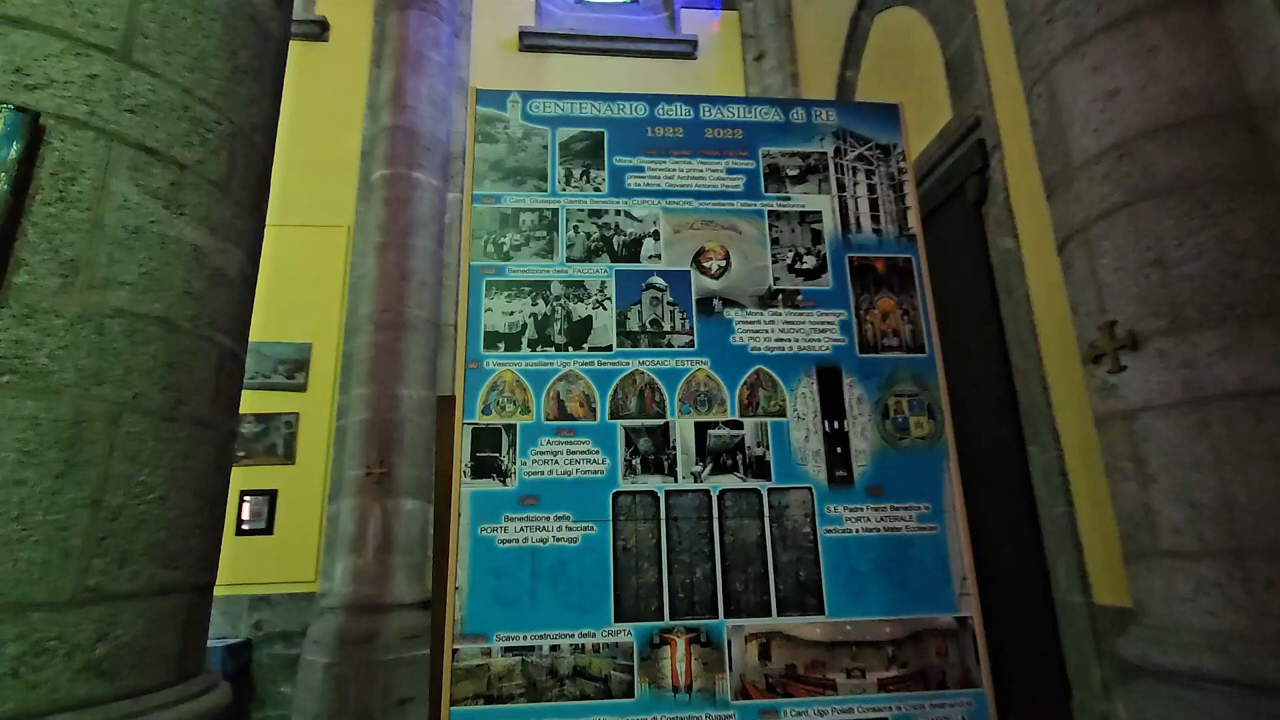 CENTENARIO della BASILICA di RE
1922 2022
Mons. Giuseppe Gamba, Vescovo di Novara
Benedice la prima Pietra
presentata dall' Architetto Collamarini
e da Mons. Giovanni Antonio Peretti
Il Card. Giuseppe Gamba Benedice la CUPOLA MINORE sovrastante l'altare della Madonna
Benedizione della FACCIATA
S. E. Mons. Gilla Vincenzo Gremigni
presenti tutti i Vescovi novaresi,
Consacra il NUOVO TEMPIO
S.S. PIO XII eleva la nuova Chiesa
alla dignità di BASILICA
Il Vescovo ausiliare Ugo Poletti Benedice i MOSAICI ESTERNI
L'Arcivescovo
Gremigni Benedice
la PORTA CENTRALE
opera di Luigi Fornara
Benedizione delle
PORTE LATERALI di facciata,
opera di Luigi Teruggi
S.E. Padre Franzi Benedice la
PORTA LATERALE
dedicata a Maria Mater Ecclesiae
Scavo e costruzione della CRIPTA
opera di Costantino Ruggeri
Il Card. Ugo Poletti Consacra la